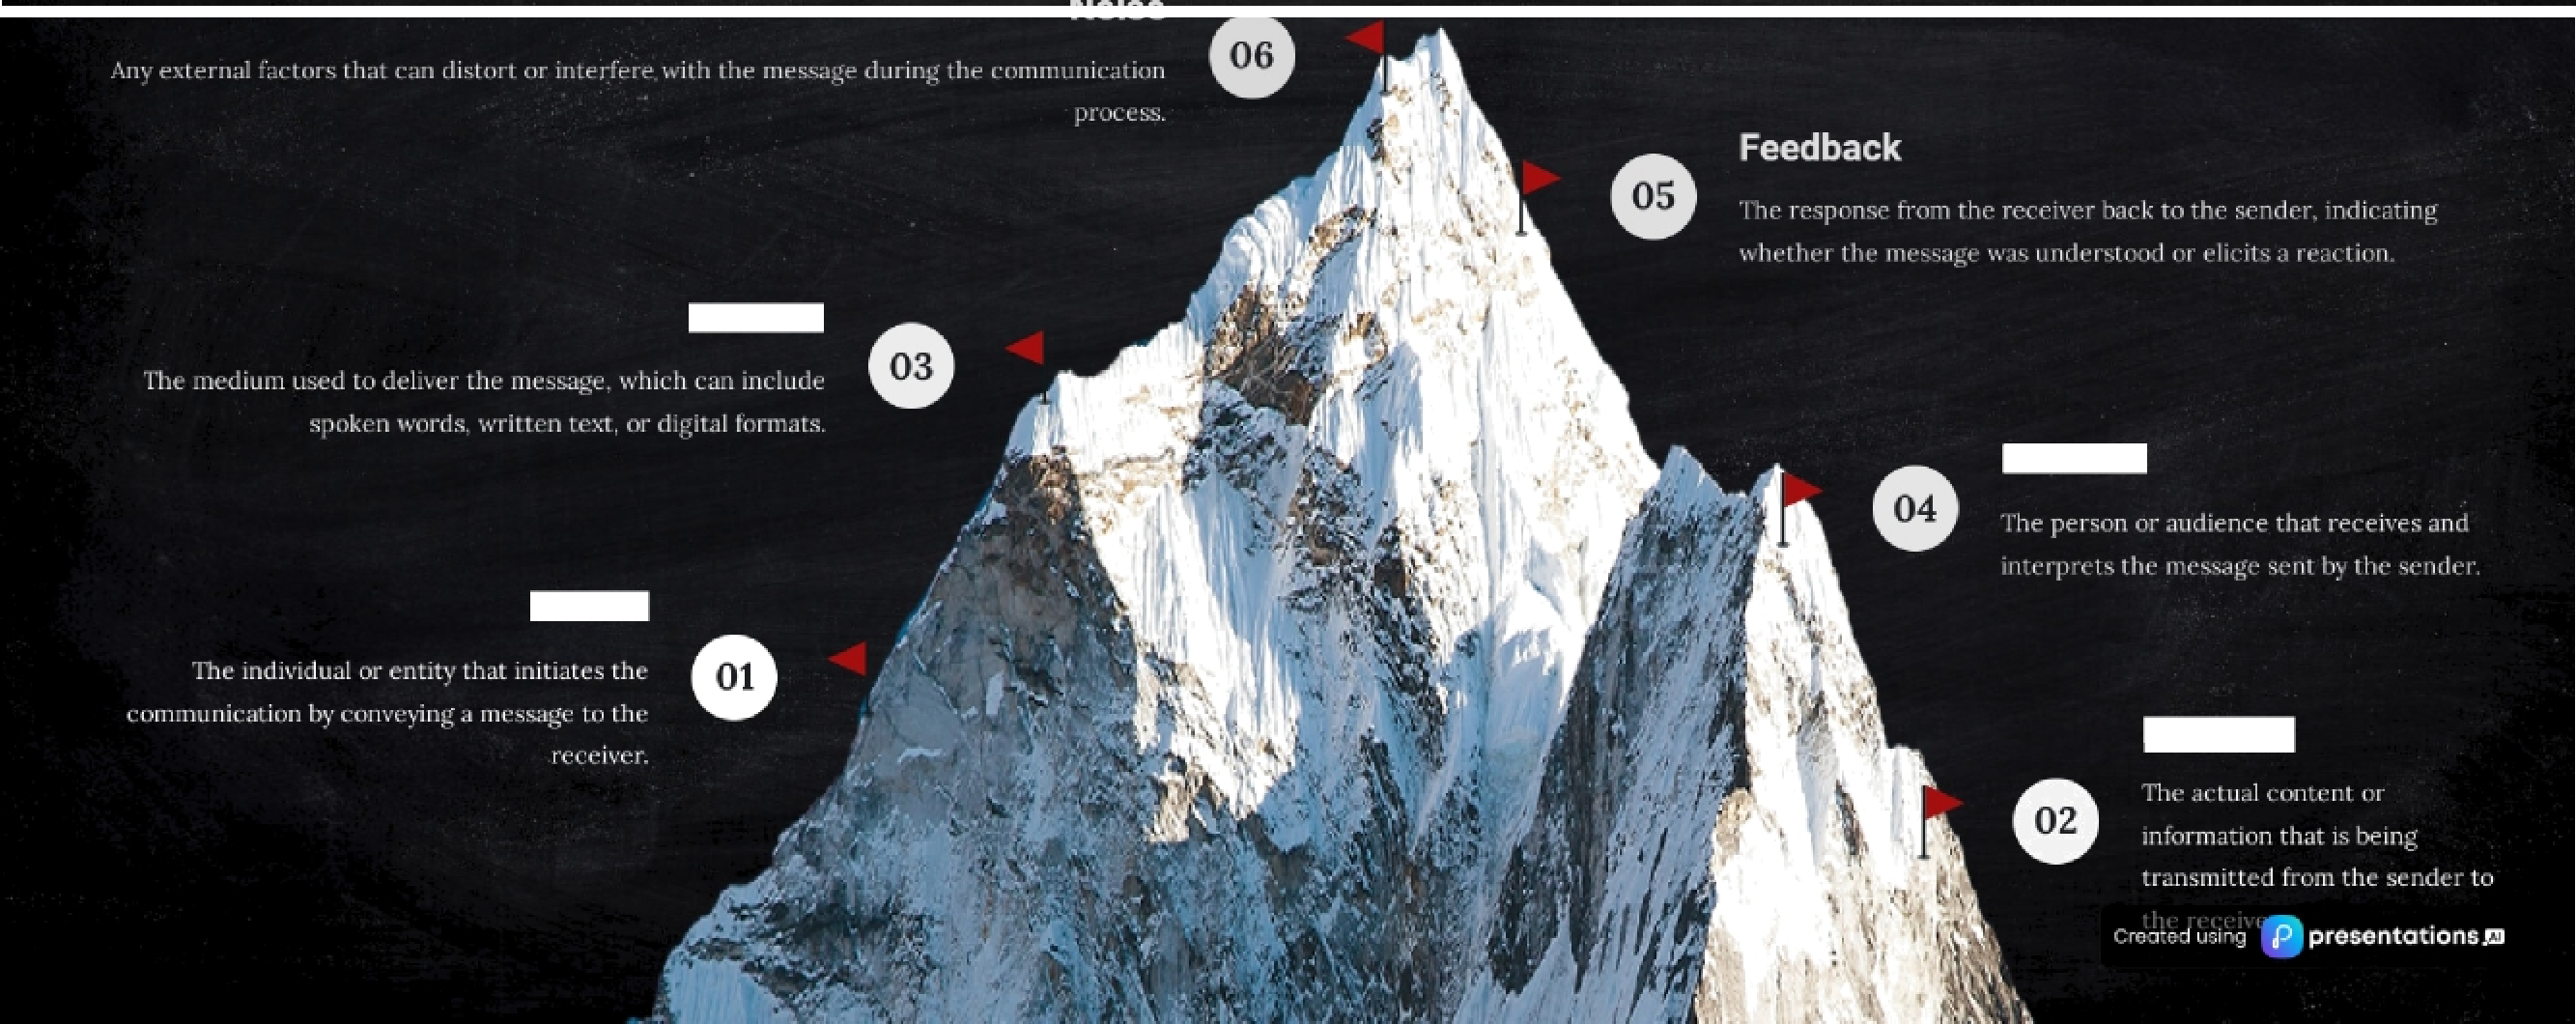 Noise
06
Any external factors that can distort or interfere with the message during the communication
process.
05
Feedback
The response from the receiver back to the sender, indicating
whether the message was understood or elicits a reaction.
03
The medium used to deliver the message, which can include
spoken words, written text, or digital formats.
04
The person or audience that receives and
interprets the message sent by the sender.
01
The individual or entity that initiates the
communication by conveying a message to the
receiver.
02
The actual content or
information that is being
transmitted from the sender to
the receive
Created using presentations.AI